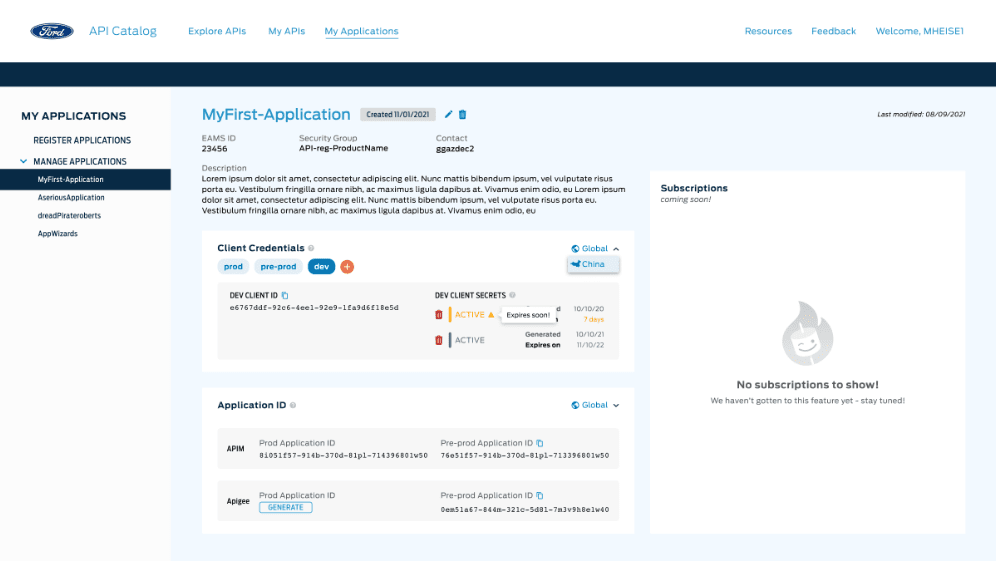 Ford
API Catalog
Explore APIs
My APIs
My Applications
Resources
Feedback
Welcome, MHEISE1
MY APPLICATIONS
REGISTER APPLICATIONS
MANAGE APPLICATIONS
MyFirst-Application
AseriousApplication
dreadPirateroberts
AppWizards
MyFirst-Application
Created 11/01/2021
Last modified: 08/09/2021
EAMS ID
23456
Security Group
API-reg-ProductName
Contact
ggazdec2
Description
Lorem ipsum dolor sit amet, consectetur adipiscing elit. Nunc mattis bibendum ipsum, vel vulputate risus
porta eu. Vestibulum fringilla ornare nibh, ac maximus ligula dapibus at. Vivamus enim odio, eu Lorem ipsum
dolor sit amet, consectetur adipiscing elit. Nunc mattis bibendum ipsum, vel vulputate risus porta eu.
Vestibulum fringilla ornare nibh, ac maximus ligula dapibus at. Vivamus enim odio, eu
Client Credentials
Global
China
prod
pre-prod
dev
DEV CLIENT ID
e6767ddf-92c6-4ee1-92e9-1fa9d6f18e5d
DEV CLIENT SECRETS
ACTIVE
Expires soon!
10/10/20
7 days
ACTIVE
Generated
10/10/21
Expires on
11/10/22
Application ID
Global
APIM
Prod Application ID
8i051f57-914b-370d-81pl-714396801w50
Pre-prod Application ID
76e51f57-914b-370d-81pl-713396801w50
Apigee
Prod Application ID
GENERATE
Pre-prod Application ID
0em51a67-844m-321c-5d81-7m3v9h8e1w40
Subscriptions
coming soon!
No subscriptions to show!
We haven't gotten to this feature yet - stay tuned!